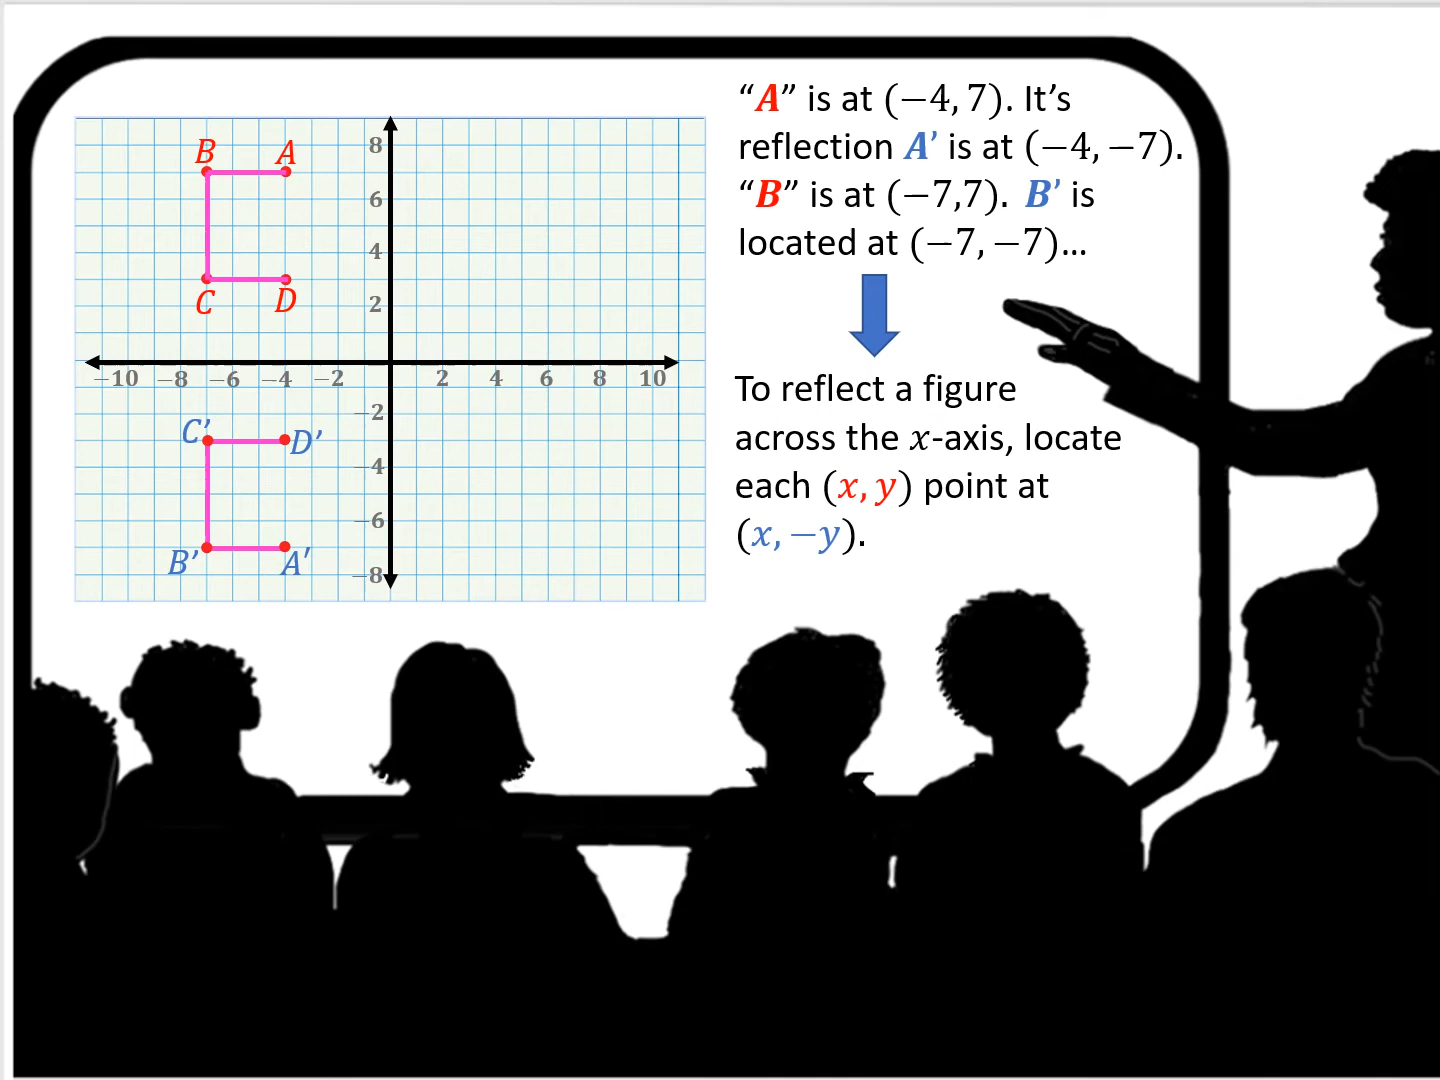 “A” is at (−4, 7). It’s
reflection A’ is at (−4, −7).
“B” is at (−7,7). B’ is
located at (−7, −7)...
To reflect a figure
across the x-axis, locate
each (x, y) point at
(x, −y).
B A
8
6
4
C D
2
−10 −8 −6 −4 −2 2 4 6 8 10
−2
C’ D’
−4
−6
B’ A’
−8